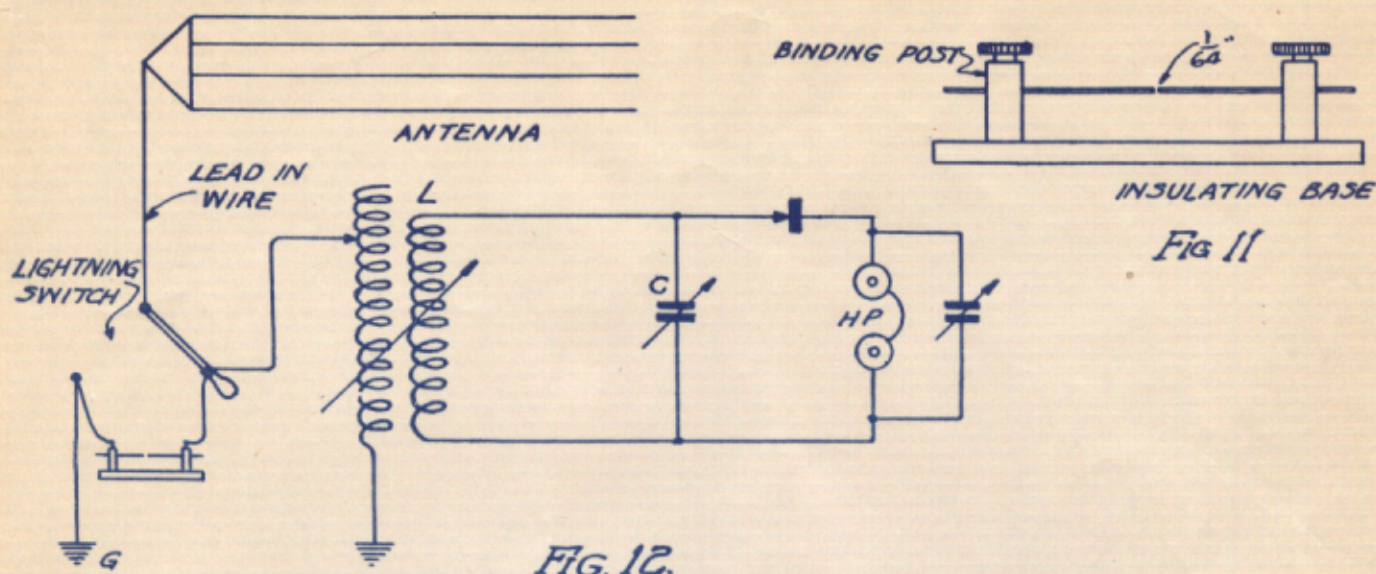 ANTENNA
LEAD IN
WIRE
LIGHTNING
SWITCH
L
C
HP
G
FIG. 12.
BINDING POST
1/64"
INSULATING BASE
FIG 11